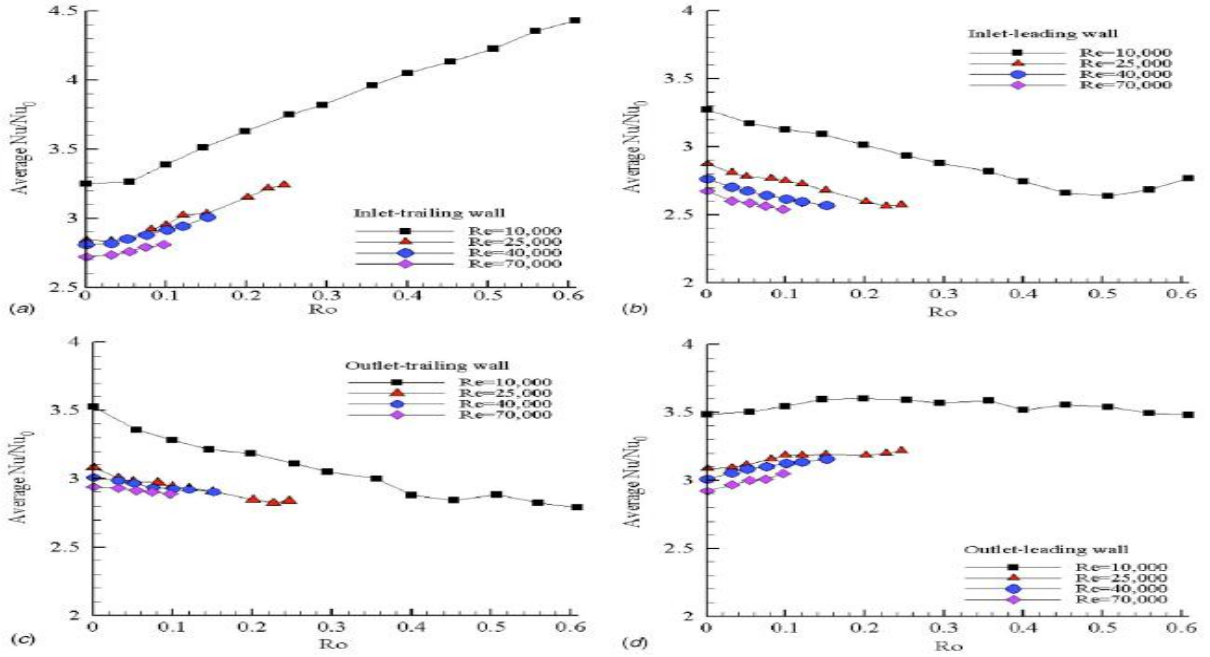 4.5
4
3.5
3
2.5
Average Nu/Nu0
Inlet-trailing wall
Re=10,000
Re=25,000
Re=40,000
Re=70,000
0 0.1 0.2 0.3 0.4 0.5 0.6
Ro
(a)
4
3.5
3
2.5
2
Average Nu/Nu0
Inlet-leading wall
Re=10,000
Re=25,000
Re=40,000
Re=70,000
0 0.1 0.2 0.3 0.4 0.5 0.6
Ro
(b)
4
3.5
3
2.5
2
Average Nu/Nu0
Outlet-trailing wall
Re=10,000
Re=25,000
Re=40,000
Re=70,000
0 0.1 0.2 0.3 0.4 0.5 0.6
Ro
(c)
4
3.5
3
2.5
2
Average Nu/Nu0
Outlet-leading wall
Re=10,000
Re=25,000
Re=40,000
Re=70,000
0 0.1 0.2 0.3 0.4 0.5 0.6
Ro
(d)